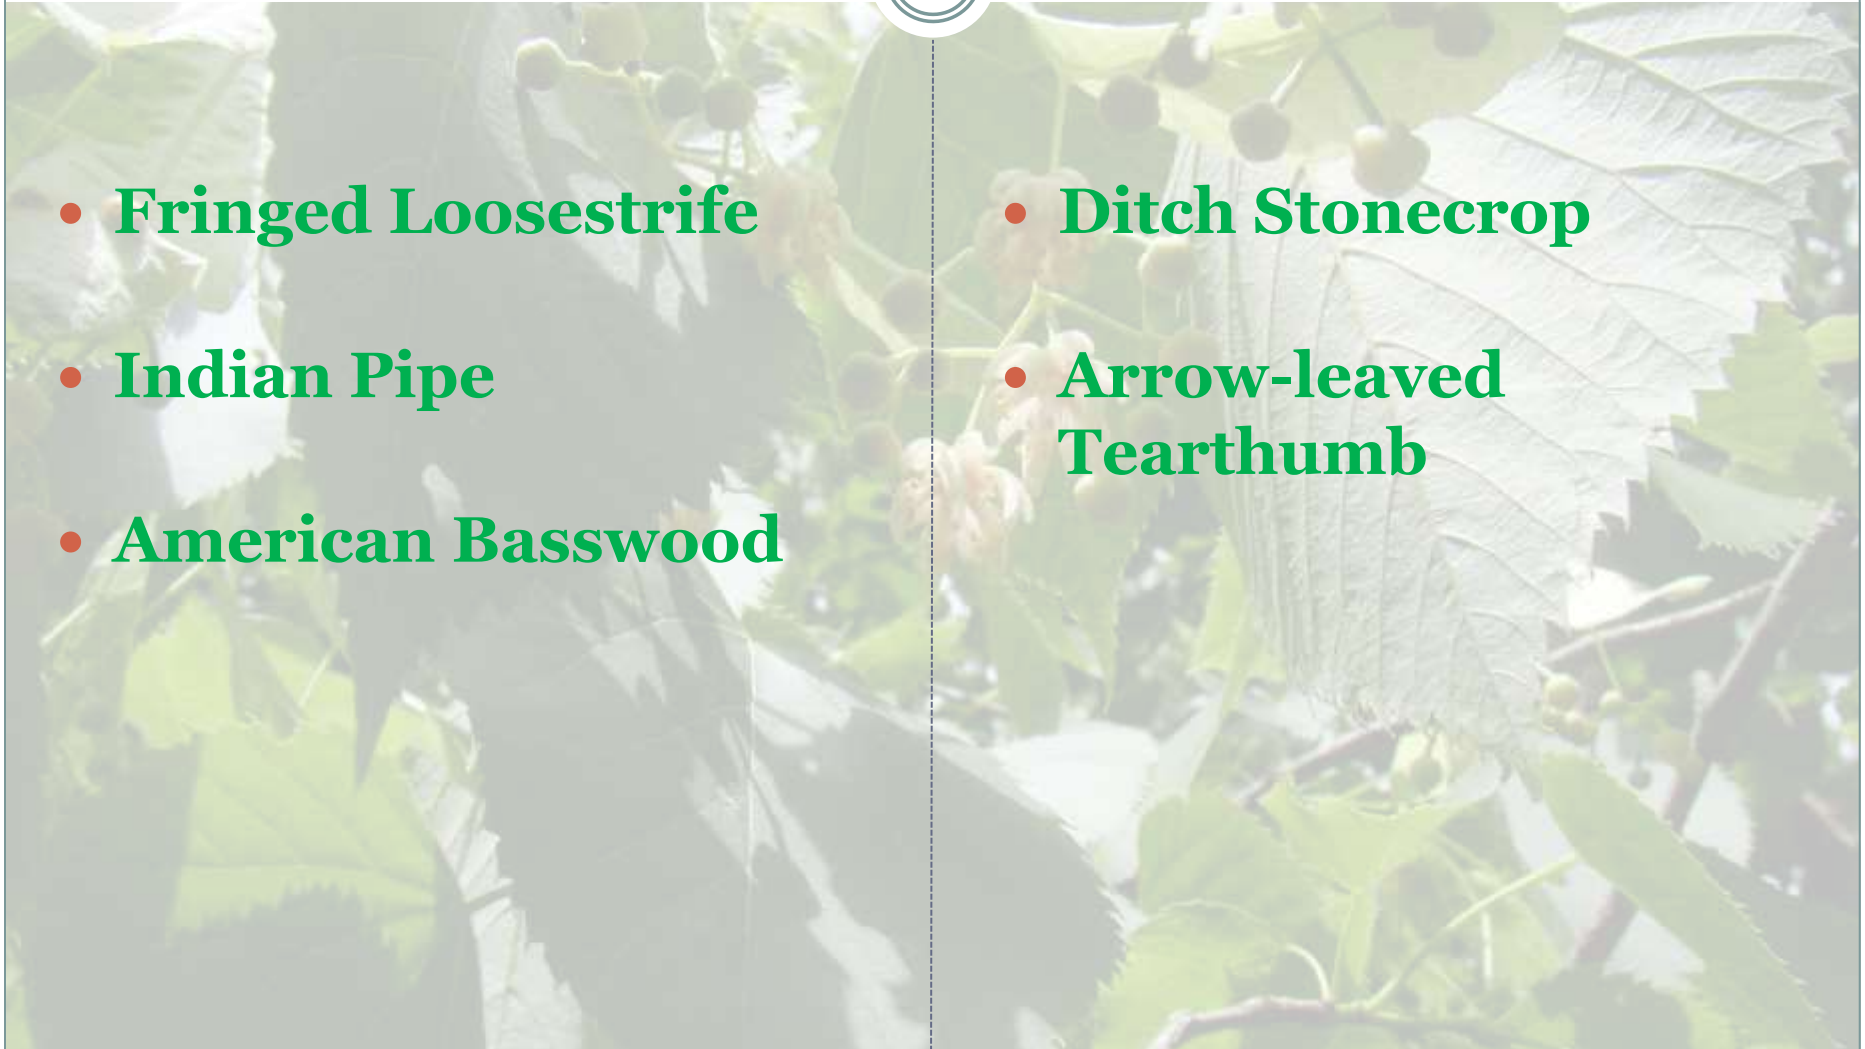 • Fringed Loosestrife
• Indian Pipe
• American Basswood
• Ditch Stonecrop
• Arrow-leaved
Tearthumb